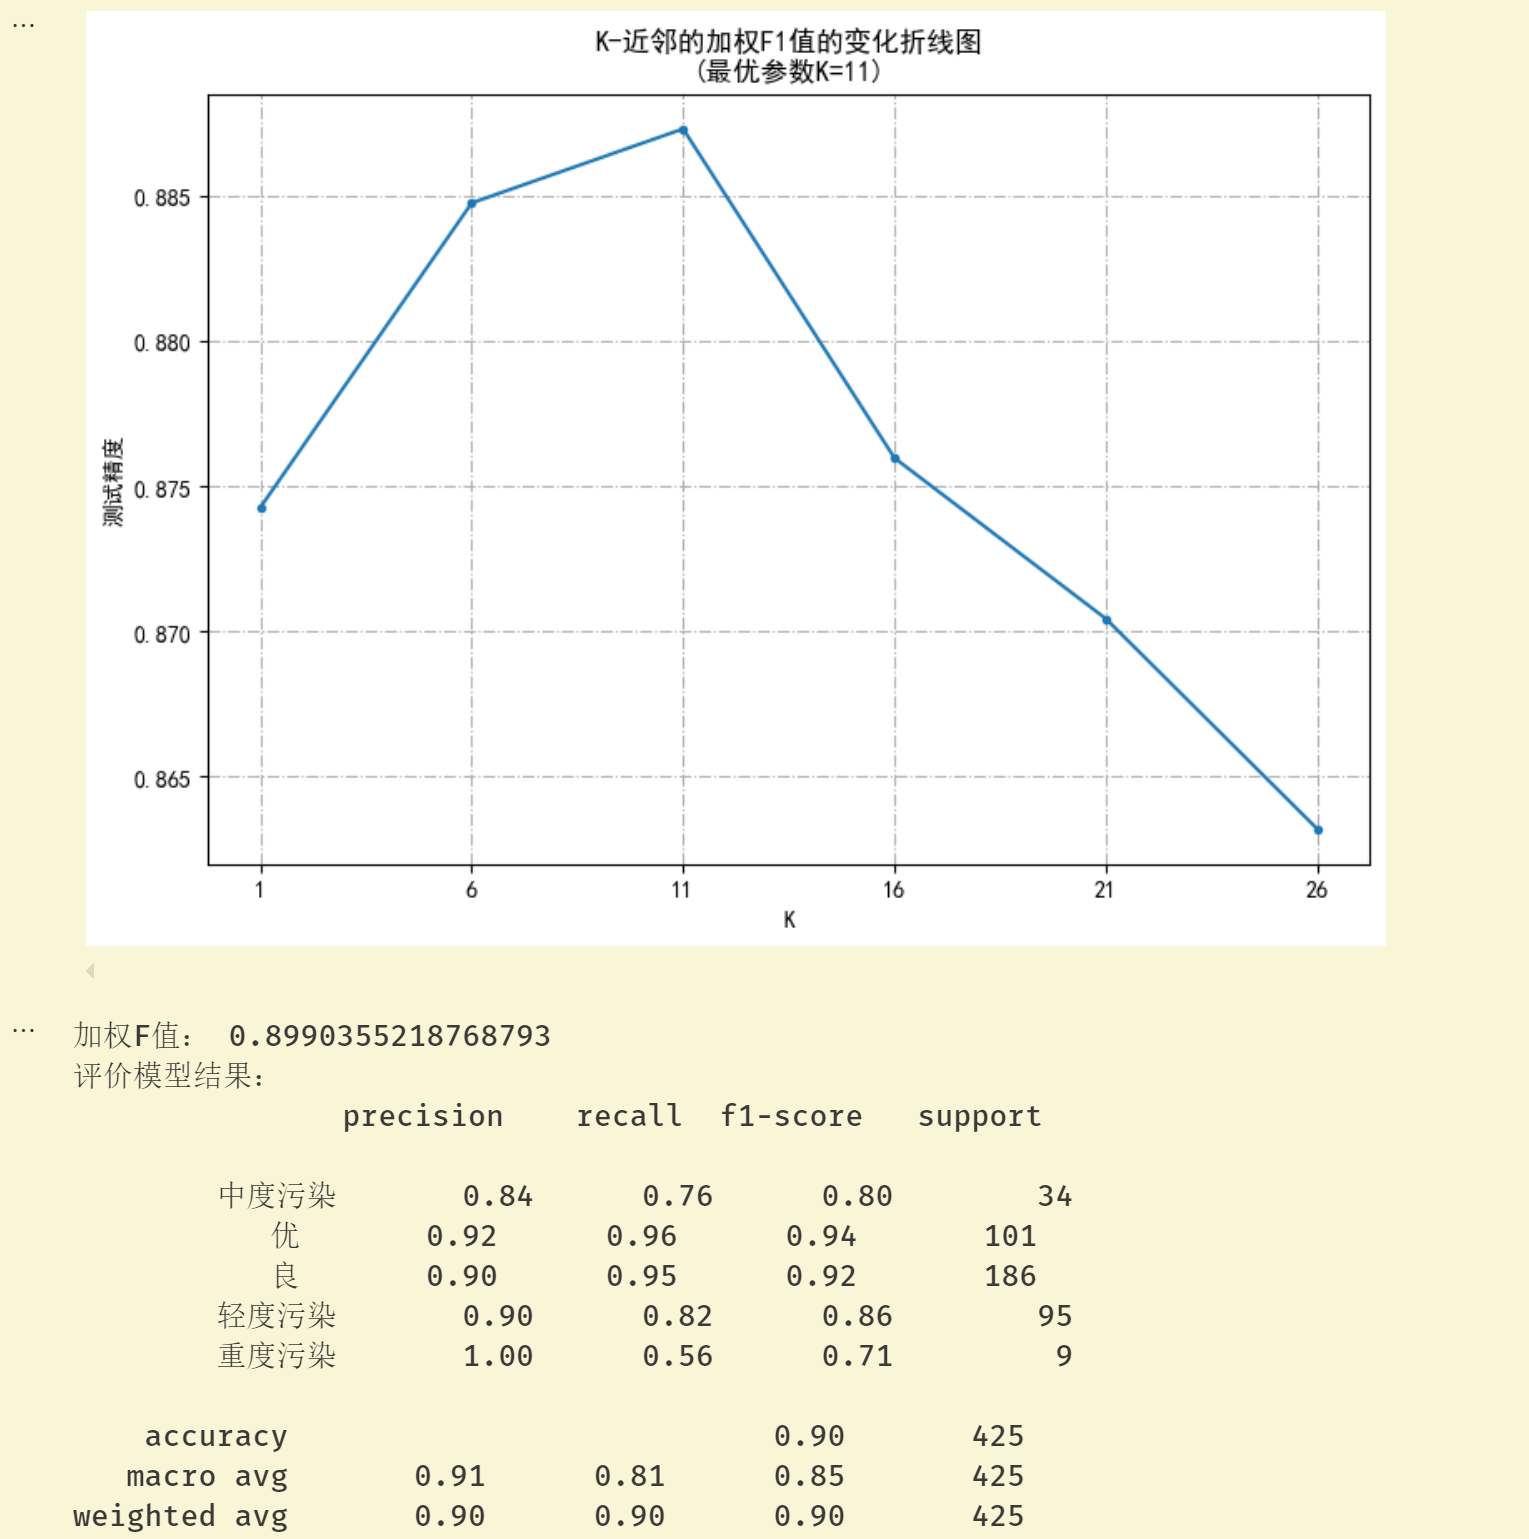 ...
K-近邻的加权F1值的变化折线图
(最优参数K=11)
0.885
0.880
0.875
0.870
0.865
测试精度
1 6 11 16 21 26
K
...
加权F值： 0.8990355218768793
评价模型结果：
precision recall f1-score support
中度污染 0.84 0.76 0.80 34
优 0.92 0.96 0.94 101
良 0.90 0.95 0.92 186
轻度污染 0.90 0.82 0.86 95
重度污染 1.00 0.56 0.71 9
accuracy 0.90 425
macro avg 0.91 0.81 0.85 425
weighted avg 0.90 0.90 0.90 425